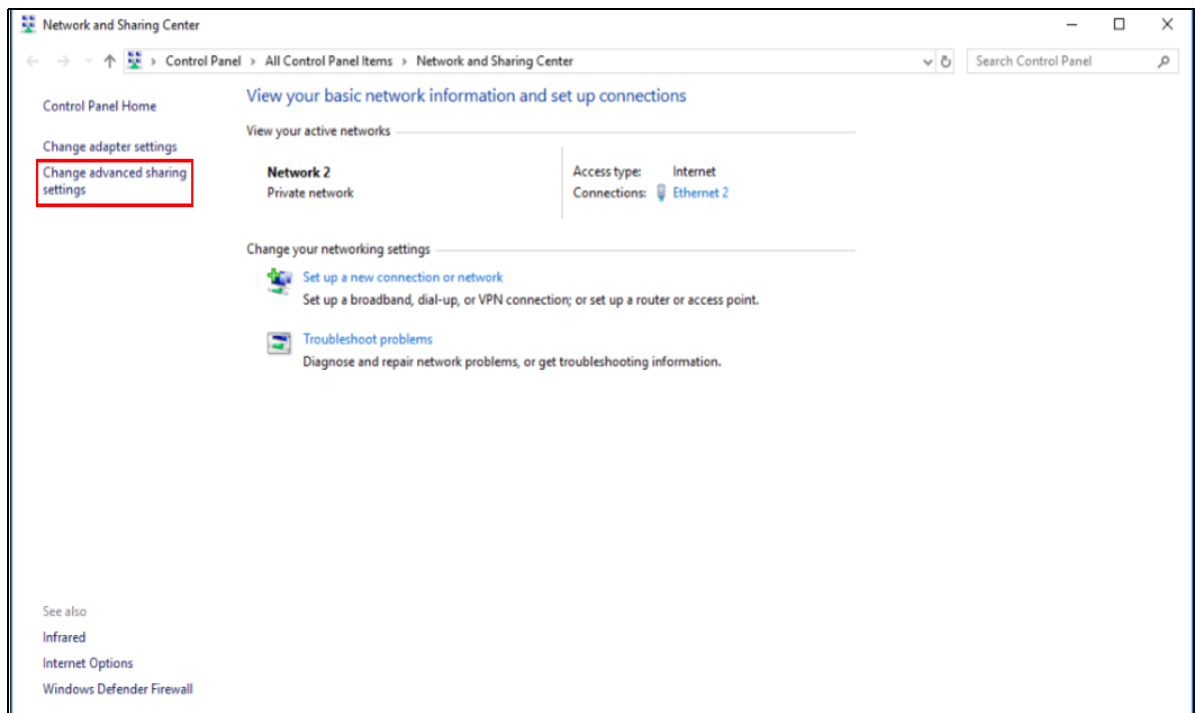 Network and Sharing Center
Control Panel > All Control Panel Items > Network and Sharing Center
Search Control Panel
Control Panel Home
Change adapter settings
Change advanced sharing
settings
View your basic network information and set up connections
View your active networks
Network 2
Private network
Access type: Internet
Connections: Ethernet 2
Change your networking settings
Set up a new connection or network
Set up a broadband, dial-up, or VPN connection; or set up a router or access point.
Troubleshoot problems
Diagnose and repair network problems, or get troubleshooting information.
See also
Infrared
Internet Options
Windows Defender Firewall